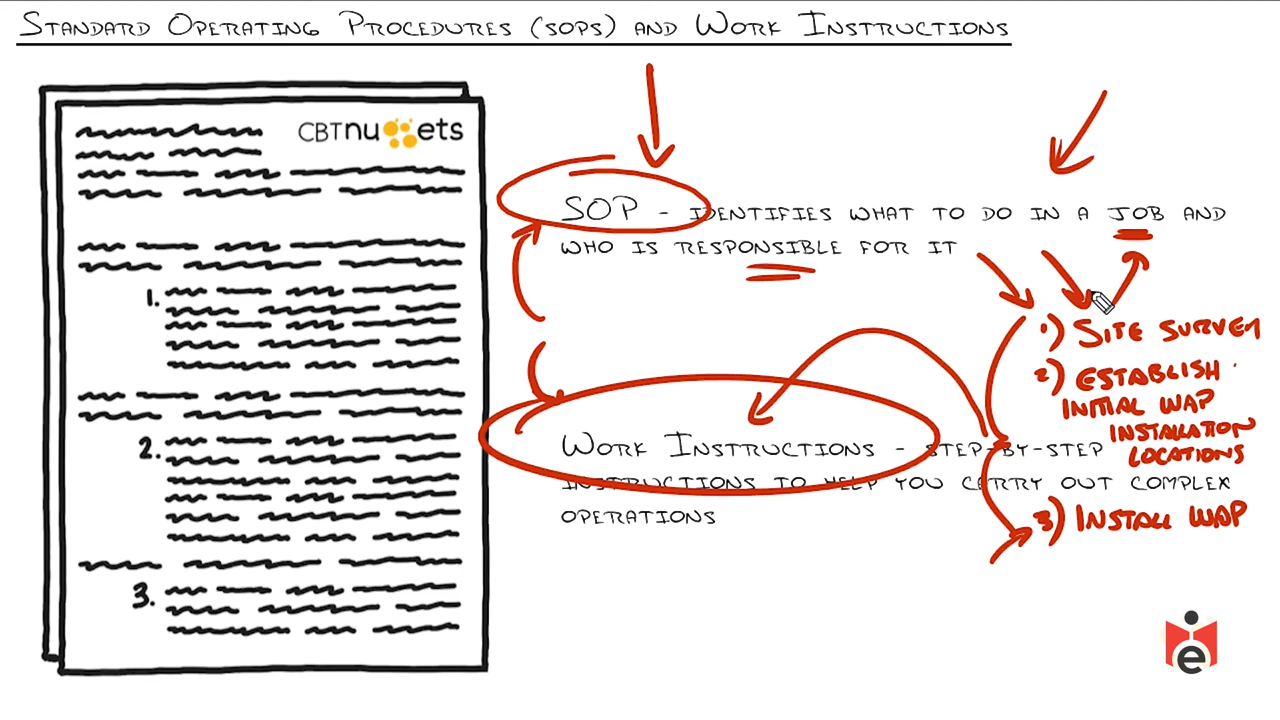 STANDARD OPERATING PROCEDURES (SOPS) AND WORK INSTRUCTIONS
CBTnuggets
SOP - IDENTIFIES WHAT TO DO IN A JOB AND
WHO IS RESPONSIBLE FOR IT
1.
2.
3.
WORK INSTRUCTIONS - STEP-BY-STEP
INSTRUCTIONS TO HELP YOU CARRY OUT COMPLEX
OPERATIONS
1) SITE SURVEY
2) ESTABLISH
INITIAL WAP
INSTALLATION
LOCATIONS
3) INSTALL WAP
e